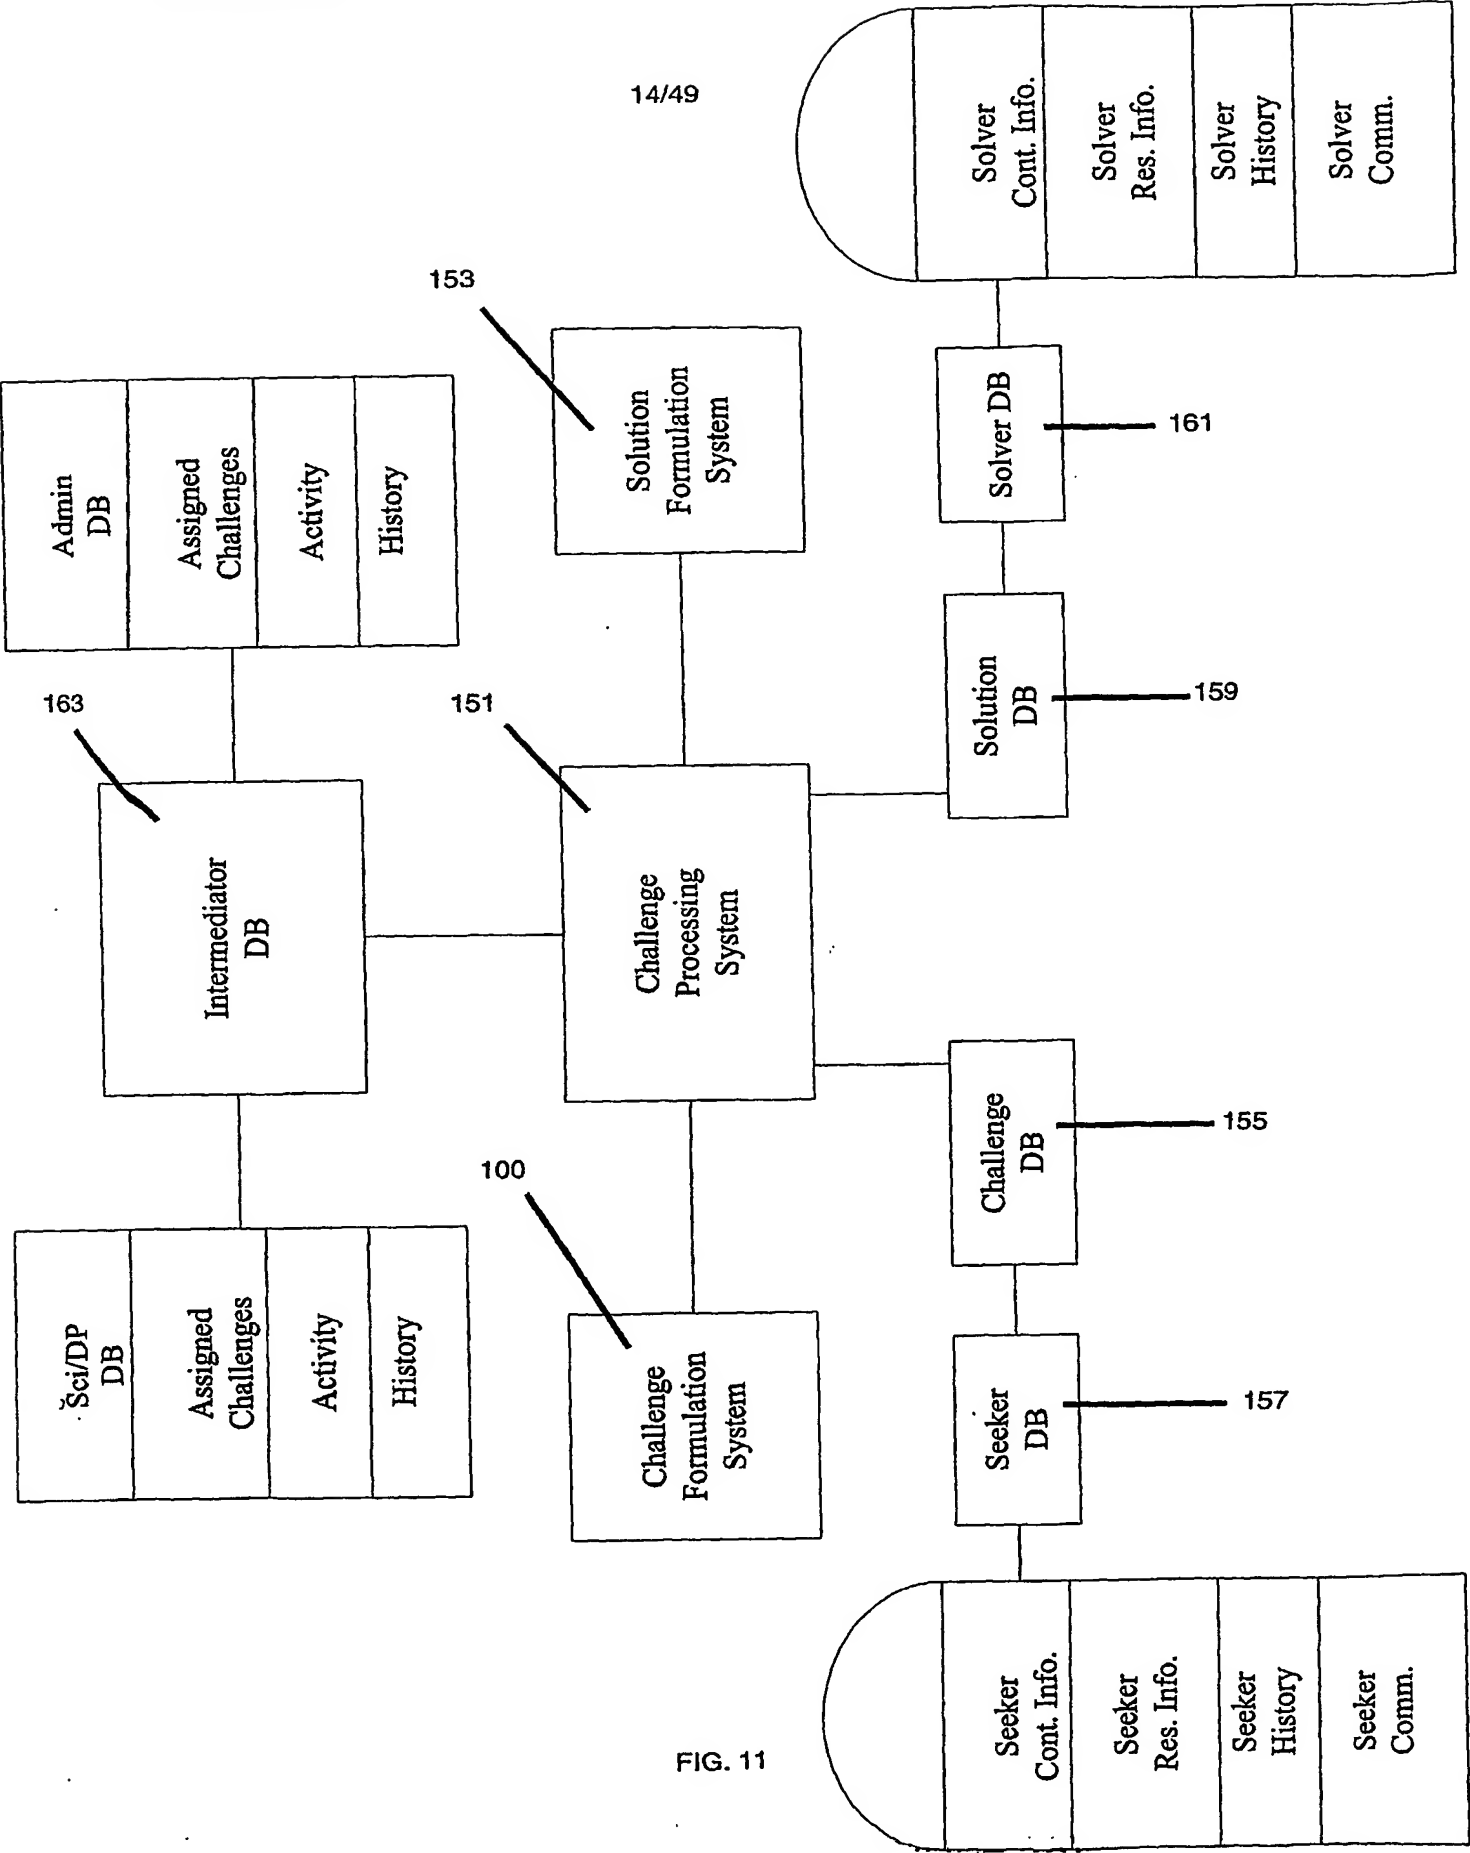 14/49
Sci/DP
DB
Assigned
Challenges
Activity
History
163
Intermediator
DB
Admin
DB
Assigned
Challenges
Activity
History
100
Challenge
Formulation
System
151
Challenge
Processing
System
153
Solution
Formulation
System
Seeker
Cont. Info.
Seeker
Res. Info.
Seeker
History
Seeker
Comm.
Seeker
DB
157
Challenge
DB
155
Solution
DB
159
Solver DB
161
Solver
Cont. Info.
Solver
Res. Info.
Solver
History
Solver
Comm.
FIG. 11